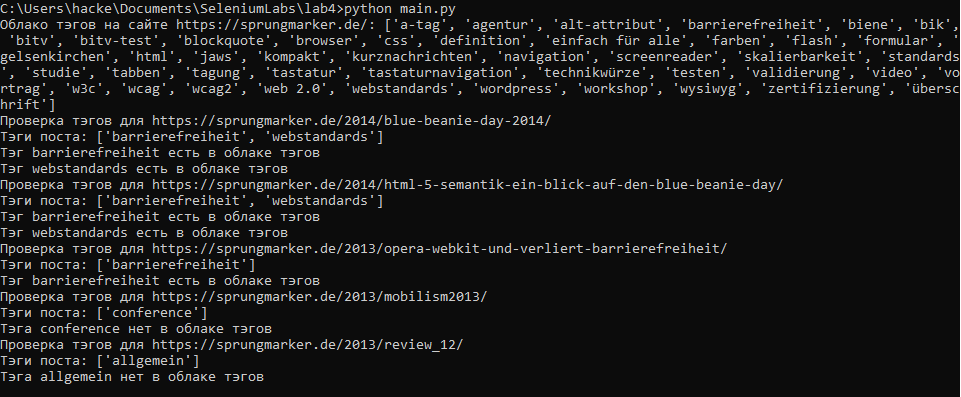 C:\Users\hacke\Documents\SeleniumLabs\lab4>python main.py
Облако тэгов на сайте https://sprungmarker.de/: ['a-tag', 'agentur', 'alt-attribut', 'barrierefreiheit', 'biene', 'bik',
 'bitv', 'bitv-test', 'blockquote', 'browser', 'css', 'definition', 'einfach für alle', 'farben', 'flash', 'formular', '
gelsenkirchen', 'html', 'jaws', 'kompakt', 'kurznachrichten', 'navigation', 'screenreader', 'skalierbarkeit', 'standards
', 'studie', 'tabben', 'tagung', 'tastatur', 'tastaturnavigation', 'technikwürze', 'testen', 'validierung', 'video', 'vo
rtrag', 'w3c', 'wcag', 'wcag2', 'web 2.0', 'webstandards', 'wordpress', 'workshop', 'wysiwyg', 'zertifizierung', 'übersc
hrift']
Проверка тэгов для https://sprungmarker.de/2014/blue-beanie-day-2014/
Тэги поста: ['barrierefreiheit', 'webstandards']
Тэг barrierefreiheit есть в облаке тэгов
Тэг webstandards есть в облаке тэгов
Проверка тэгов для https://sprungmarker.de/2014/html-5-semantik-ein-blick-auf-den-blue-beanie-day/
Тэги поста: ['barrierefreiheit', 'webstandards']
Тэг barrierefreiheit есть в облаке тэгов
Тэг webstandards есть в облаке тэгов
Проверка тэгов для https://sprungmarker.de/2013/opera-webkit-und-verliert-barrierefreiheit/
Тэги поста: ['barrierefreiheit']
Тэг barrierefreiheit есть в облаке тэгов
Проверка тэгов для https://sprungmarker.de/2013/mobilism2013/
Тэги поста: ['conference']
Тэга conference нет в облаке тэгов
Проверка тэгов для https://sprungmarker.de/2013/review_12/
Тэги поста: ['allgemein']
Тэга allgemein нет в облаке тэгов